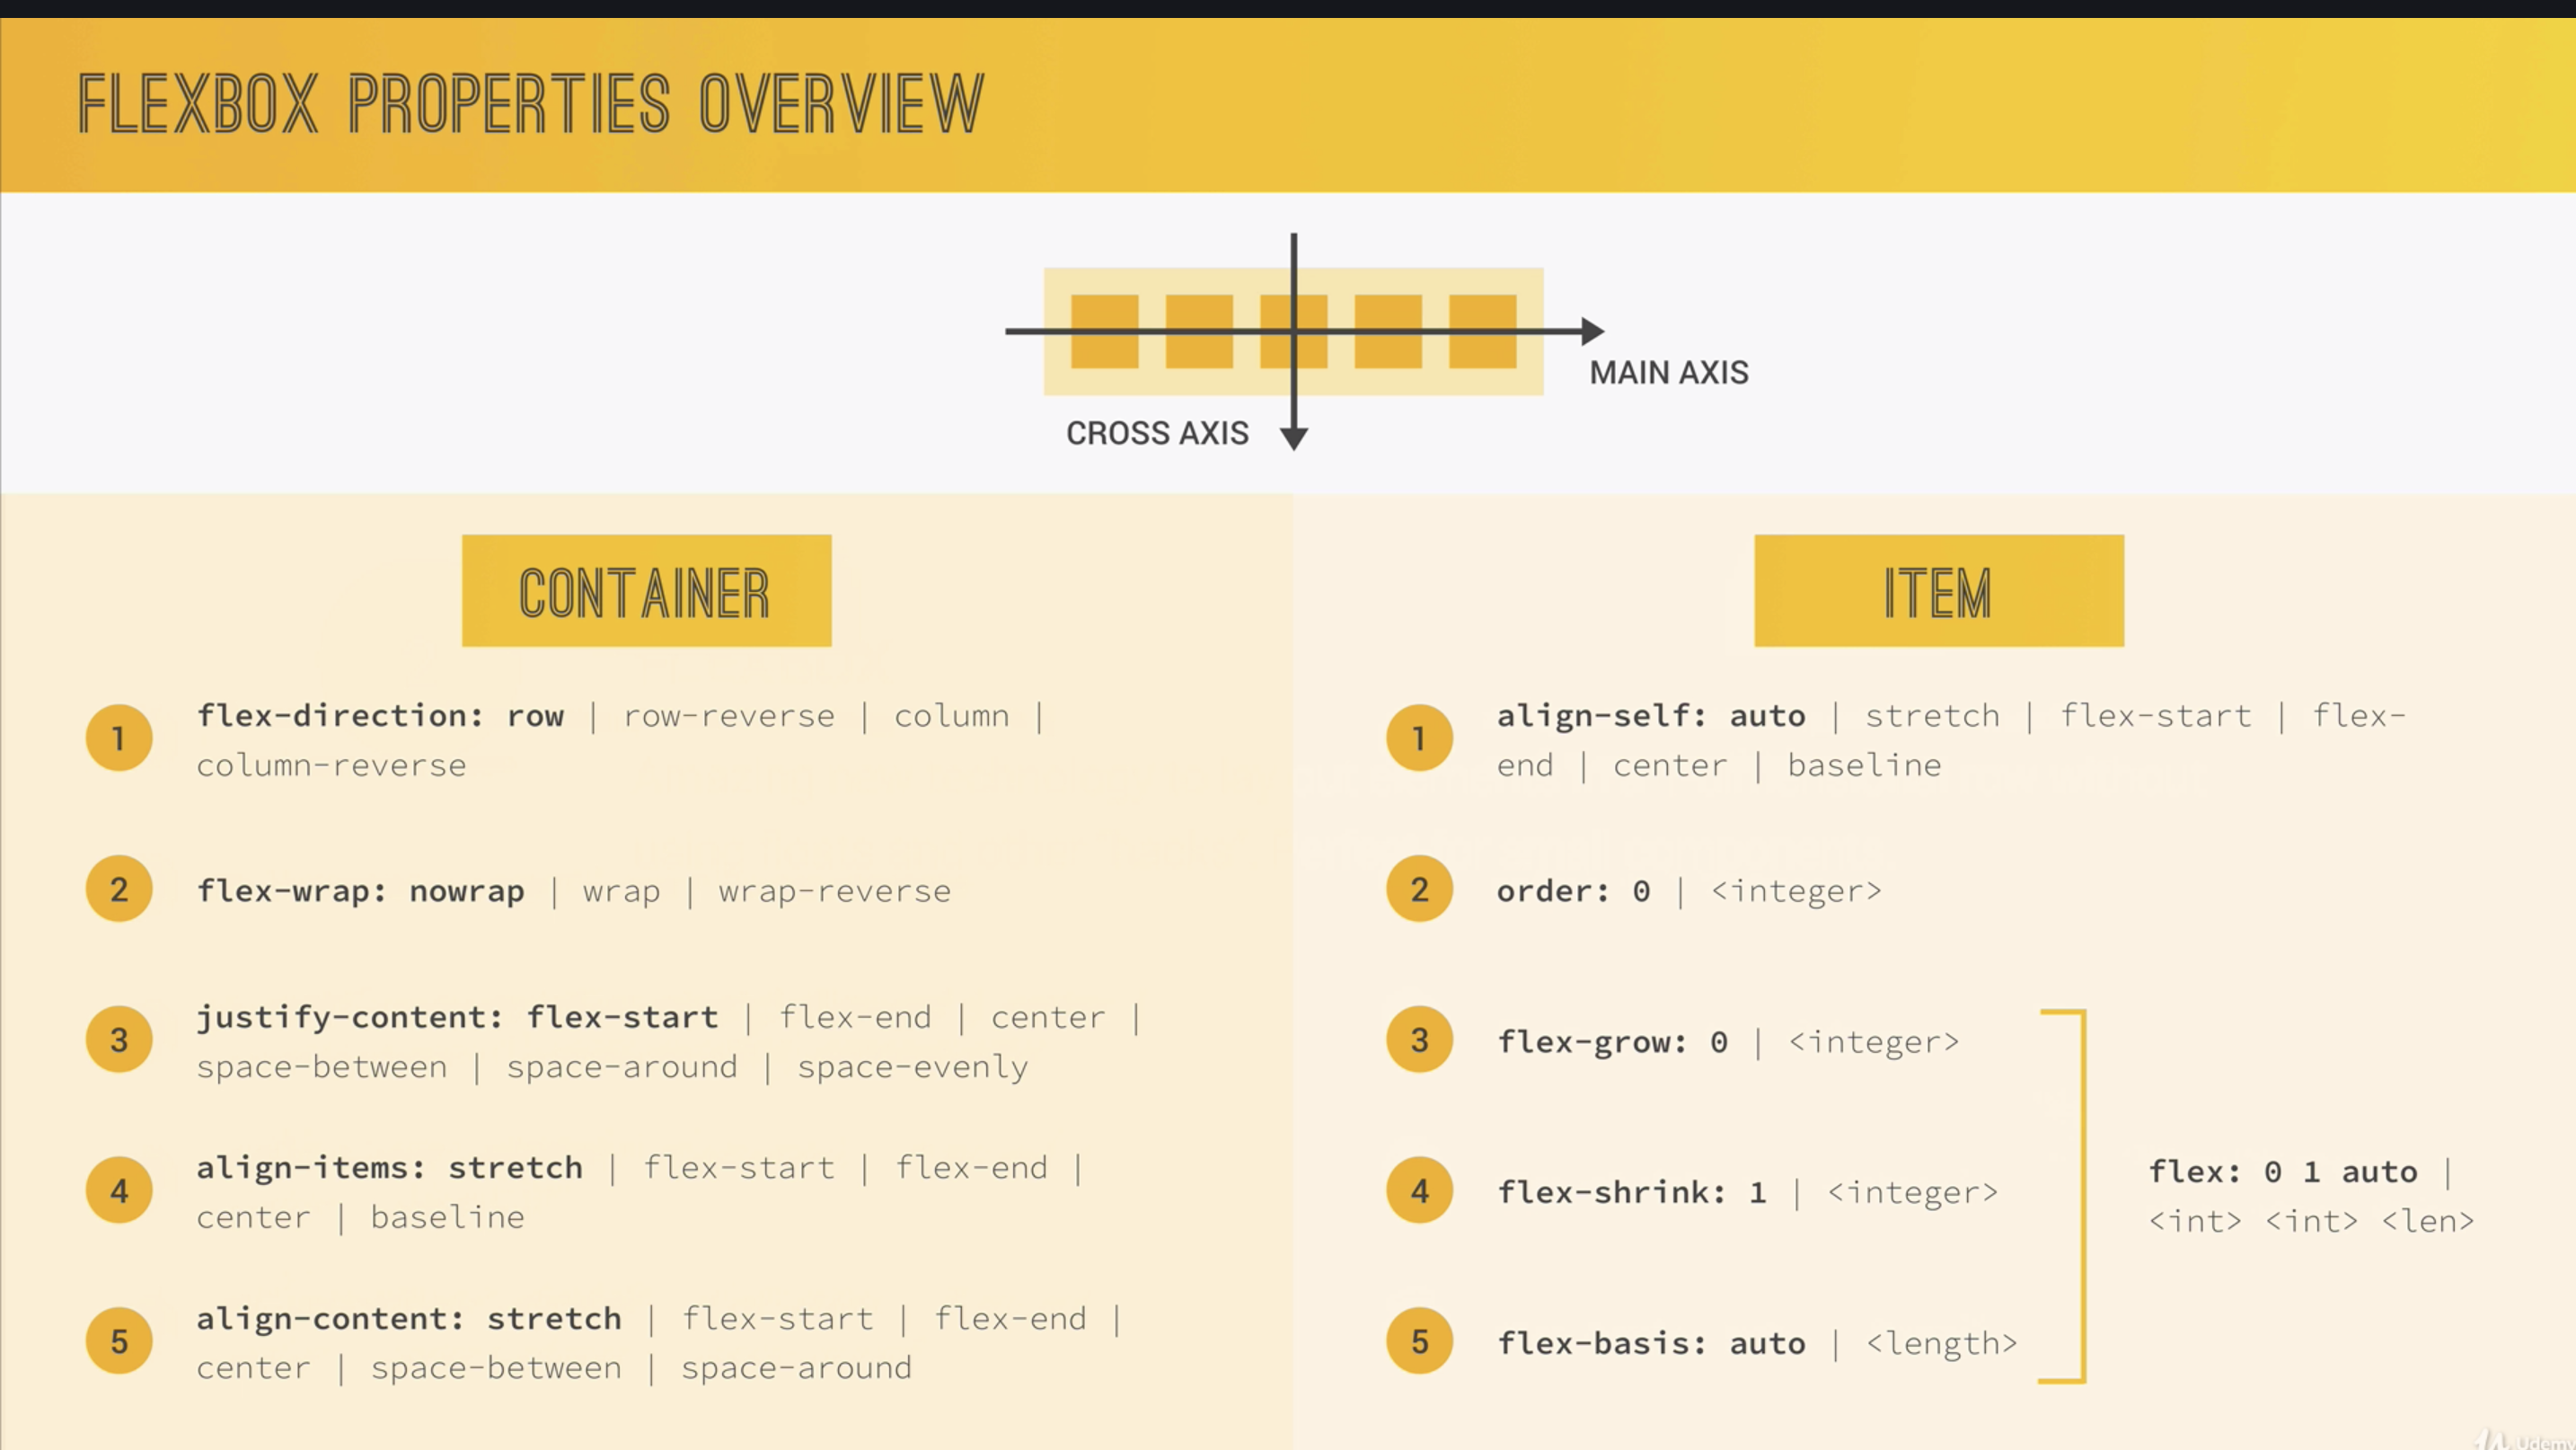 FLEXBOX PROPERTIES OVERVIEW
MAIN AXIS
CROSS AXIS
CONTAINER
1
flex-direction: row | row-reverse | column |
column-reverse
2
flex-wrap: nowrap | wrap | wrap-reverse
3
justify-content: flex-start | flex-end | center |
space-between | space-around | space-evenly
4
align-items: stretch | flex-start | flex-end |
center | baseline
5
align-content: stretch | flex-start | flex-end |
center | space-between | space-around
ITEM
1
align-self: auto | stretch | flex-start | flex-
end | center | baseline
2
order: 0 | <integer>
3
flex-grow: 0 | <integer>
4
flex-shrink: 1 | <integer>
5
flex-basis: auto | <length>
flex: 0 1 auto |
<int> <int> <len>
Udemy